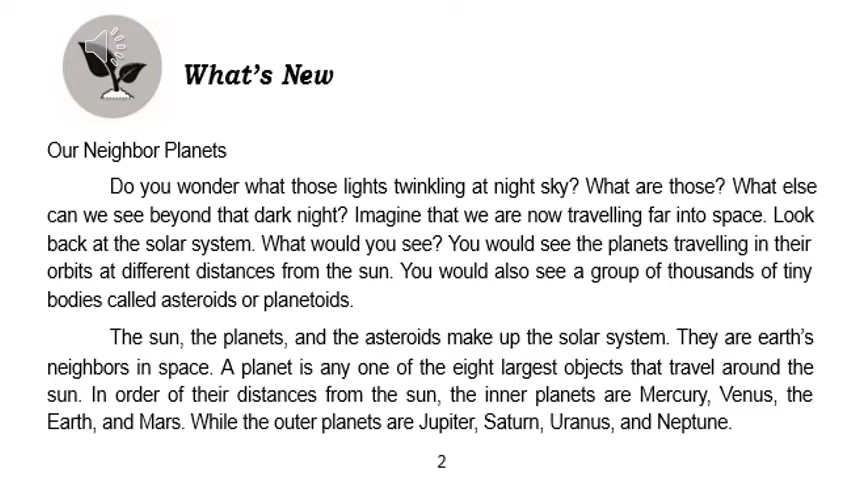 What's New
Our Neighbor Planets
Do you wonder what those lights twinkling at night sky? What are those? What else
can we see beyond that dark night? Imagine that we are now travelling far into space. Look
back at the solar system. What would you see? You would see the planets travelling in their
orbits at different distances from the sun. You would also see a group of thousands of tiny
bodies called asteroids or planetoids.
The sun, the planets, and the asteroids make up the solar system. They are earth's
neighbors in space. A planet is any one of the eight largest objects that travel around the
sun. In order of their distances from the sun, the inner planets are Mercury, Venus, the
Earth, and Mars. While the outer planets are Jupiter, Saturn, Uranus, and Neptune.
2